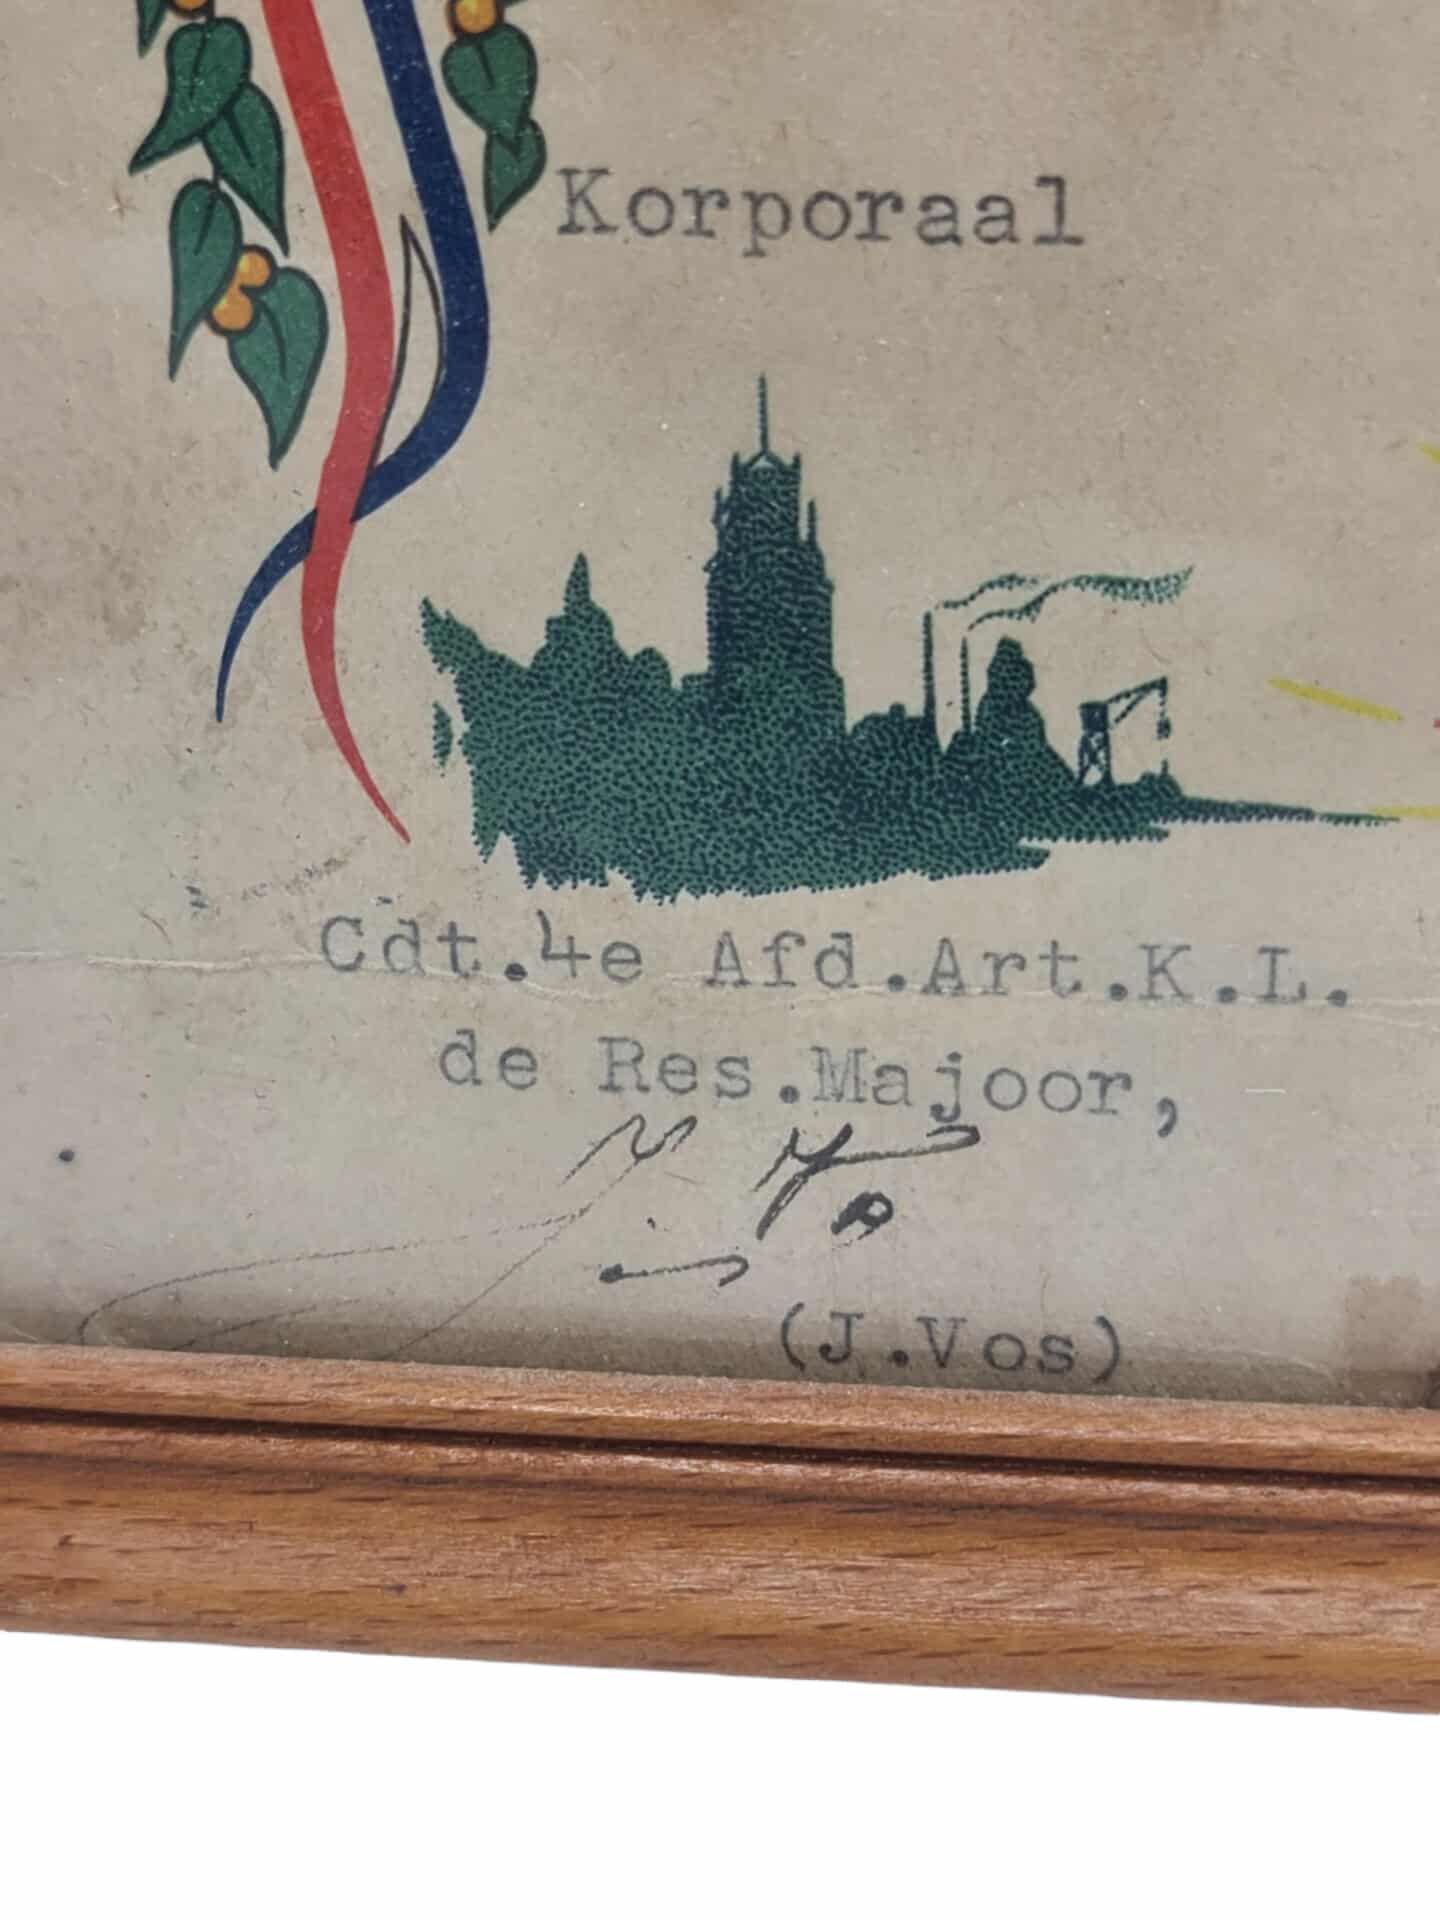 Korporaal
Cdt.4e Afd.Art.K.L.
de Res.Majoor,
(J.Vos)